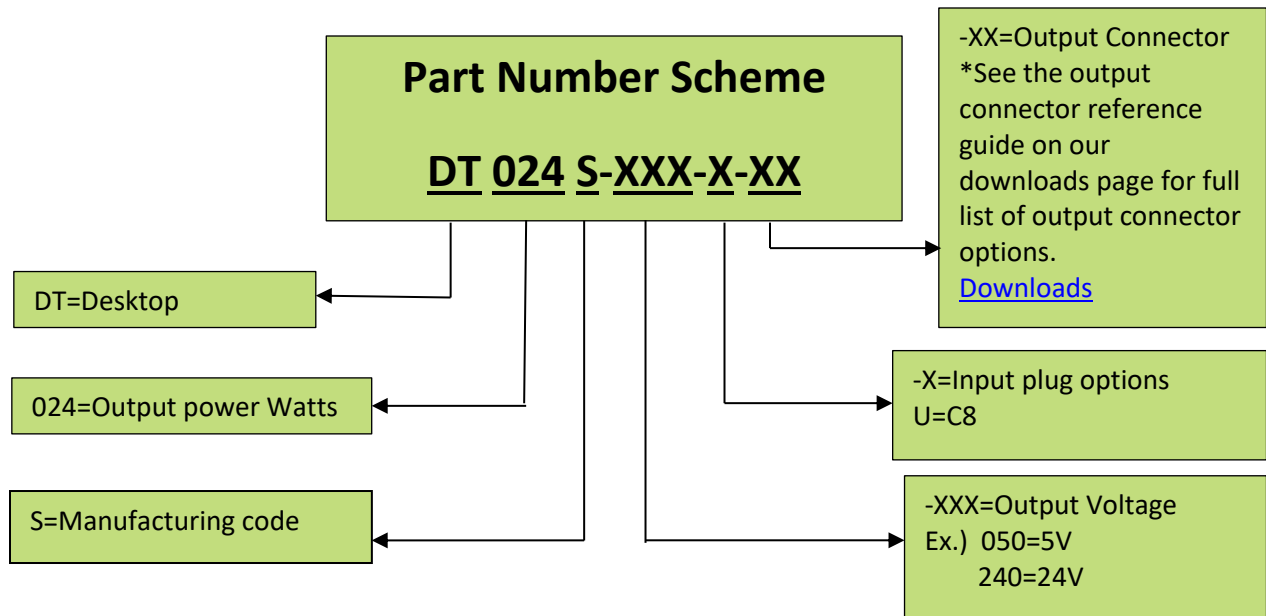 Part Number Scheme
DT 024 S-XXX-X-XX
-XX=Output Connector
*See the output
connector reference
guide on our
downloads page for full
list of output connector
options.
Downloads
DT=Desktop
024=Output power Watts
S=Manufacturing code
-X=Input plug options
U=C8
-XXX=Output Voltage
Ex.) 050=5V
240=24V